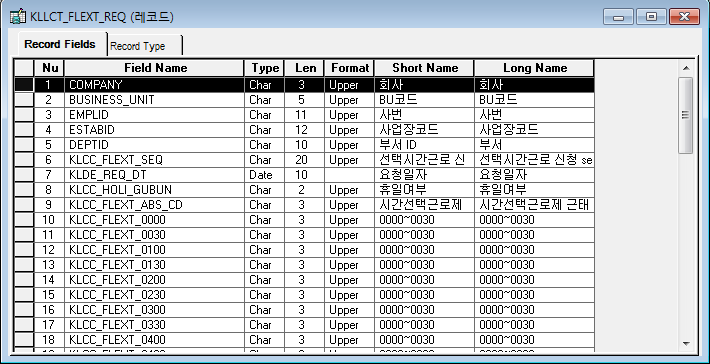 KLLCT_FLEXT_REQ (레코드)
Record Fields Record Type
Nu Field Name Type Len Format Short Name Long Name
1 COMPANY Char 3 Upper 회사 회사
2 BUSINESS_UNIT Char 5 Upper BU코드 BU코드
3 EMPLID Char 11 Upper 사번 사번
4 ESTABID Char 12 Upper 사업장코드 사업장코드
5 DEPTID Char 10 Upper 부서 ID 부서
6 KLCC_FLEXT_SEQ Char 20 Upper 선택시간근로 신 선택시간근로 신청 se
7 KLDE_REQ_DT Date 10 요청일자 요청일자
8 KLCC_HOLI_GUBUN Char 2 Upper 휴일여부 휴일여부
9 KLCC_FLEXT_ABS_CD Char 3 Upper 시간선택근로제 시간선택근로제 근태
10 KLCC_FLEXT_0000 Char 3 Upper 0000~0030 0000~0030
11 KLCC_FLEXT_0030 Char 3 Upper 0000~0030 0000~0030
12 KLCC_FLEXT_0100 Char 3 Upper 0000~0030 0000~0030
13 KLCC_FLEXT_0130 Char 3 Upper 0000~0030 0000~0030
14 KLCC_FLEXT_0200 Char 3 Upper 0000~0030 0000~0030
15 KLCC_FLEXT_0230 Char 3 Upper 0000~0030 0000~0030
16 KLCC_FLEXT_0300 Char 3 Upper 0000~0030 0000~0030
17 KLCC_FLEXT_0330 Char 3 Upper 0000~0030 0000~0030
18 KLCC_FLEXT_0400 Char 3 Upper 0000~0030 0000~0030